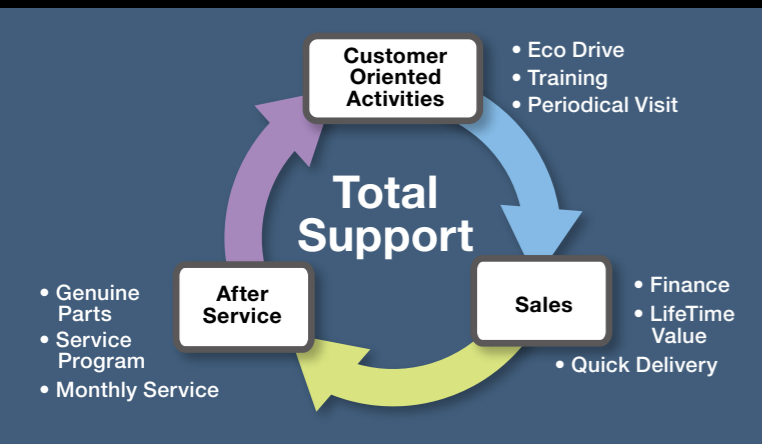 Customer
Oriented
Activities
• Eco Drive
• Training
• Periodical Visit
Total
Support
After
Service
• Genuine
Parts
• Service
Program
• Monthly Service
Sales
• Finance
• LifeTime
Value
• Quick Delivery